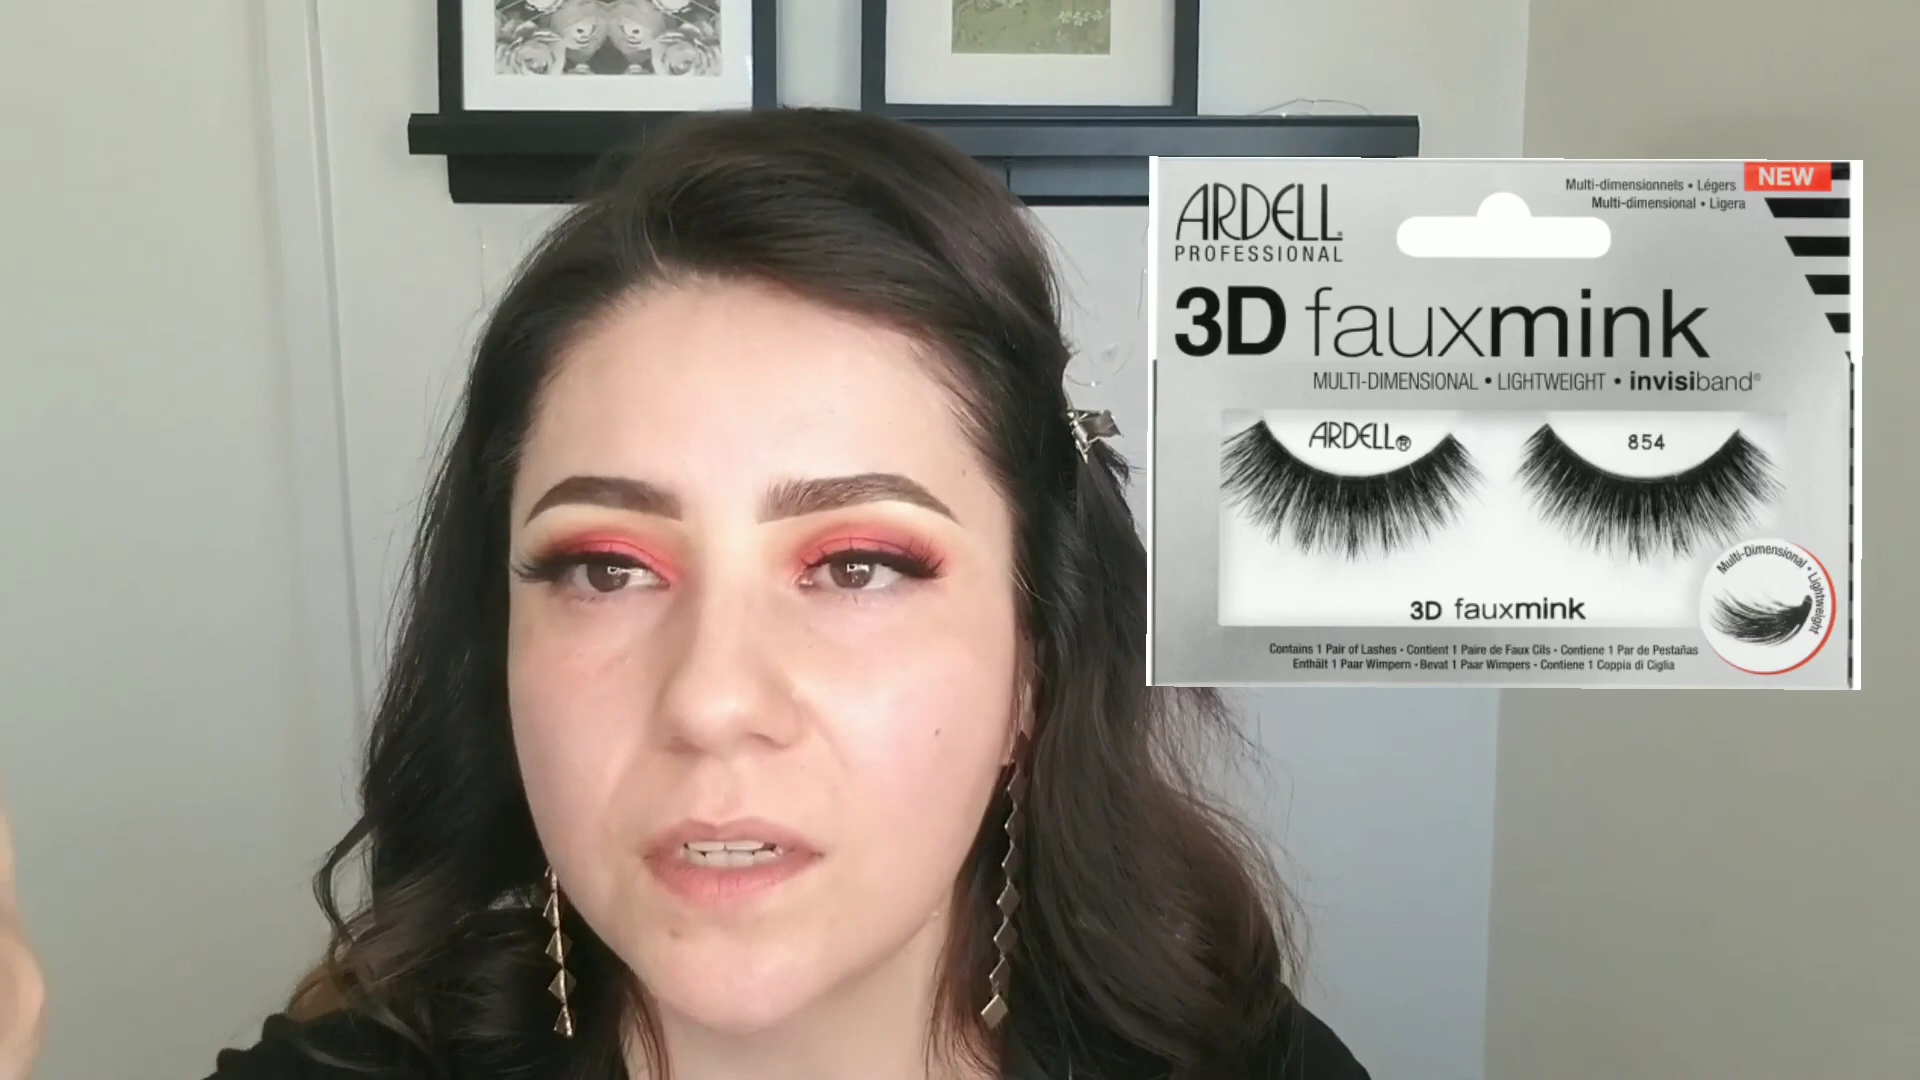 ARDELL
PROFESSIONAL
Multi-dimensionnels • Légers
Multi-dimensional • Ligera
NEW
3D fauxmink
MULTI-DIMENSIONAL • LIGHTWEIGHT • invisiband®
ARDELL®
854
Multi-Dimensional • Lightweight
3D fauxmink
Contains 1 Pair of Lashes - Contient 1 Paire de Faux Cils - Contiene 1 Par de Pestañas
Enthält 1 Paar Wimpern - Bevat 1 Paar Wimpers - Contiene 1 Coppia di Ciglia